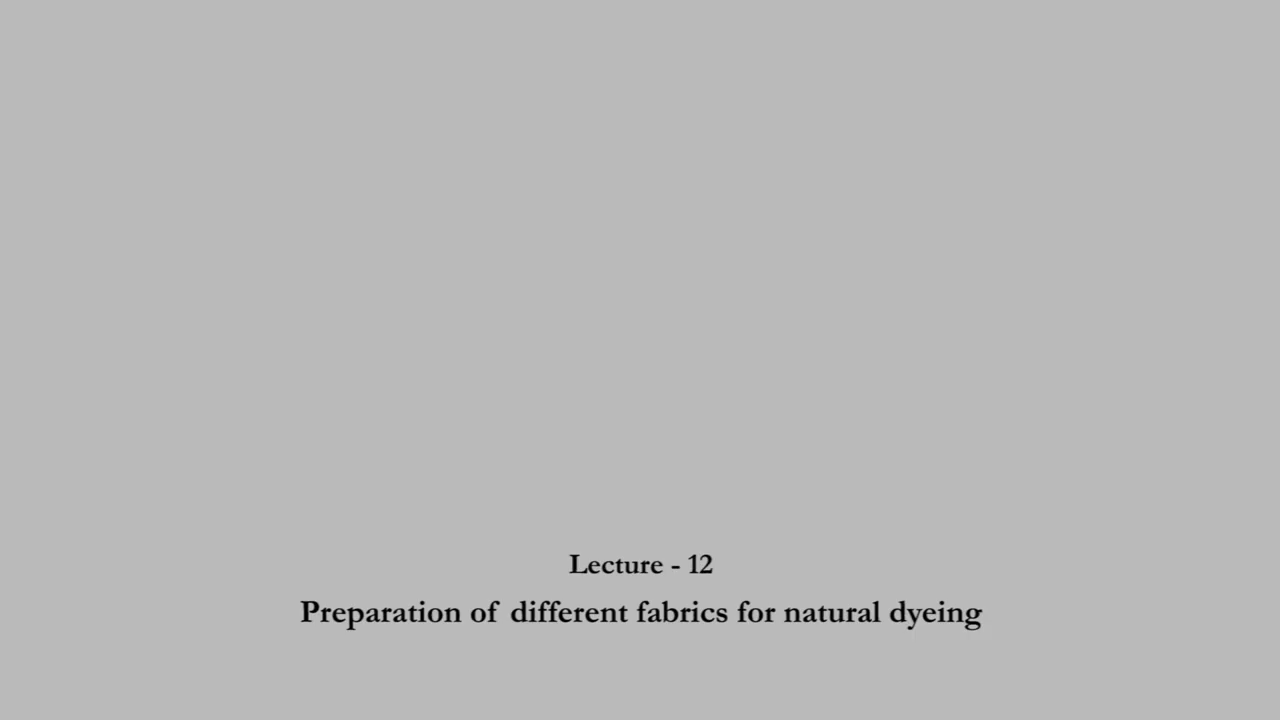 Lecture - 12
Preparation of different fabrics for natural dyeing